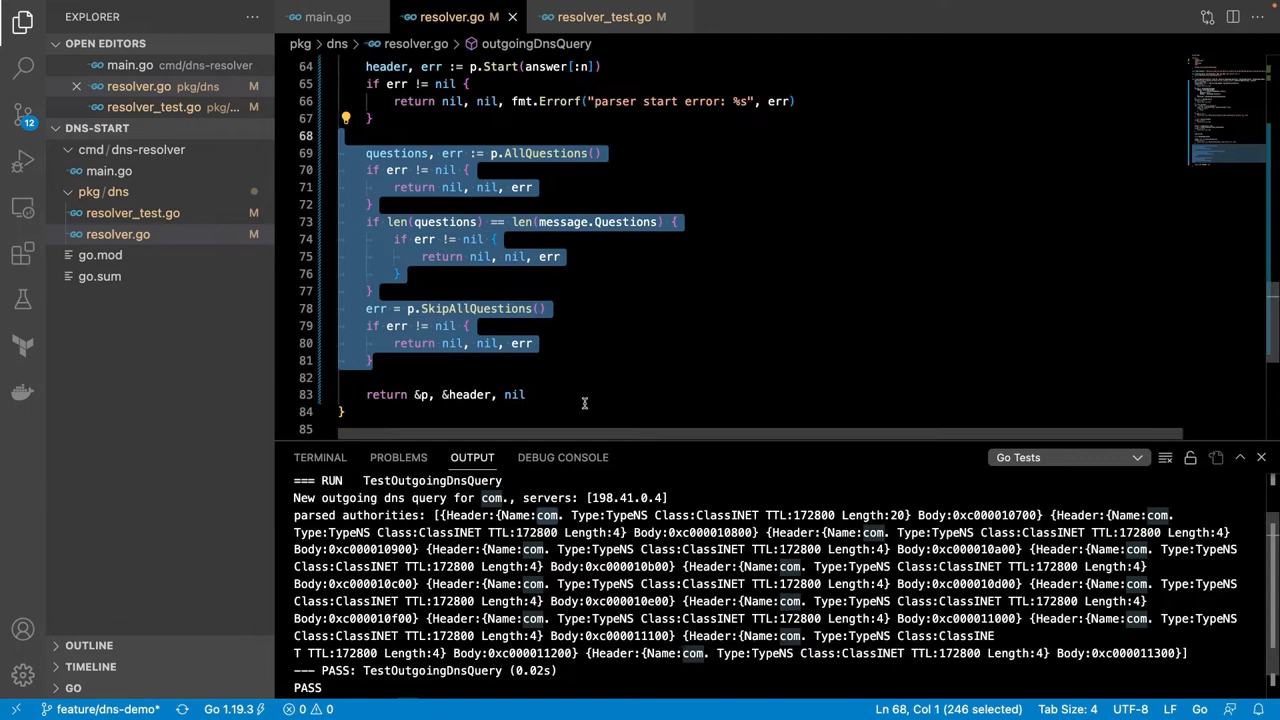 EXPLORER
OPEN EDITORS
main.go cmd/dns-resolver
resolver.go pkg/dns M
resolver_test.go pkg/... M
DNS-START
cmd/dns-resolver
main.go
pkg/dns
resolver_test.go M
resolver.go M
go.mod
go.sum
OUTLINE
TIMELINE
GO
12
main.go
resolver.go M
resolver_test.go M
pkg > dns > resolver.go > outgoingDnsQuery
64 header, err := p.Start(answer[:n])
65 if err != nil {
66 return nil, nil, fmt.Errorf("parser start error: %s", err)
67 }
68
69 questions, err := p.AllQuestions()
70 if err != nil {
71 return nil, nil, err
72 }
73 if len(questions) == len(message.Questions) {
74 if err != nil {
75 return nil, nil, err
76 }
77 }
78 err = p.SkipAllQuestions()
79 if err != nil {
80 return nil, nil, err
81 }
82
83 return &p, &header, nil
84 }
85
TERMINAL PROBLEMS OUTPUT DEBUG CONSOLE Go Tests
=== RUN TestOutgoingDnsQuery
New outgoing dns query for com., servers: [198.41.0.4]
parsed authorities: [{Header:{Name:com. Type:TypeNS Class:ClassINET TTL:172800 Length:20} Body:0xc000010700} {Header:{Name:com.
Type:TypeNS Class:ClassINET TTL:172800 Length:4} Body:0xc000010800} {Header:{Name:com. Type:TypeNS Class:ClassINET TTL:172800 Length:4}
Body:0xc000010900} {Header:{Name:com. Type:TypeNS Class:ClassINET TTL:172800 Length:4} Body:0xc000010a00} {Header:{Name:com. Type:TypeNS
Class:ClassINET TTL:172800 Length:4} Body:0xc000010b00} {Header:{Name:com. Type:TypeNS Class:ClassINET TTL:172800 Length:4}
Body:0xc000010c00} {Header:{Name:com. Type:TypeNS Class:ClassINET TTL:172800 Length:4} Body:0xc000010d00} {Header:{Name:com. Type:TypeNS
Class:ClassINET TTL:172800 Length:4} Body:0xc000010e00} {Header:{Name:com. Type:TypeNS Class:ClassINET TTL:172800 Length:4}
Body:0xc000010f00} {Header:{Name:com. Type:TypeNS Class:ClassINET TTL:172800 Length:4} Body:0xc000011000} {Header:{Name:com. Type:TypeNS
Class:ClassINET TTL:172800 Length:4} Body:0xc000011100} {Header:{Name:com. Type:TypeNS Class:ClassINE
T TTL:172800 Length:4} Body:0xc000011200} {Header:{Name:com. Type:TypeNS Class:ClassINET TTL:172800 Length:4} Body:0xc000011300}]
--- PASS: TestOutgoingDnsQuery (0.02s)
PASS
feature/dns-demo* Go 1.19.3 0 0 Ln 68, Col 1 (246 selected) Tab Size: 4 UTF-8 LF Go